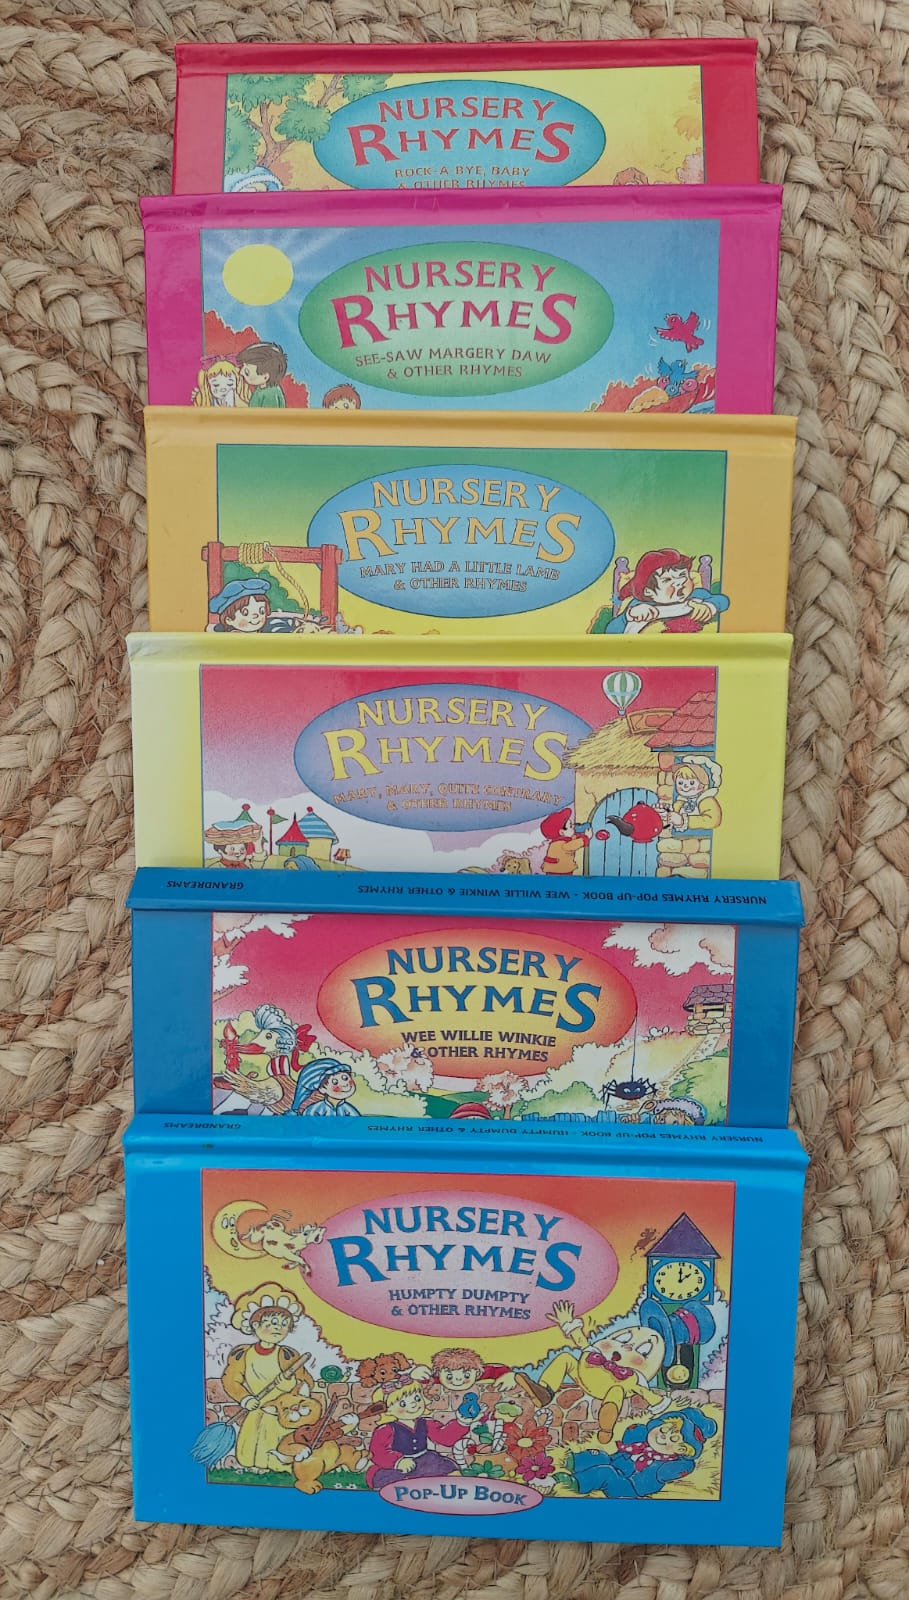 NURSERY
RHYMES
ROCK-A BYE, BABY
& OTHER RHYMES
NURSERY
RHYMES
SEE-SAW MARGERY DAW
& OTHER RHYMES
NURSERY
RHYMES
MARY HAD A LITTLE LAMB
& OTHER RHYMES
NURSERY
RHYMES
MARY, MARY, QUITE CONTRARY
& OTHER RHYMES
NURSERY RHYMES POP-UP BOOK - WEE WILLIE WINKIE & OTHER RHYMES GRANDREAMS
NURSERY
RHYMES
WEE WILLIE WINKIE
& OTHER RHYMES
NURSERY RHYMES POP-UP BOOK - HUMPTY DUMPTY & OTHER RHYMES GRANDREAMS
NURSERY
RHYMES
HUMPTY DUMPTY
& OTHER RHYMES
POP-UP BOOK